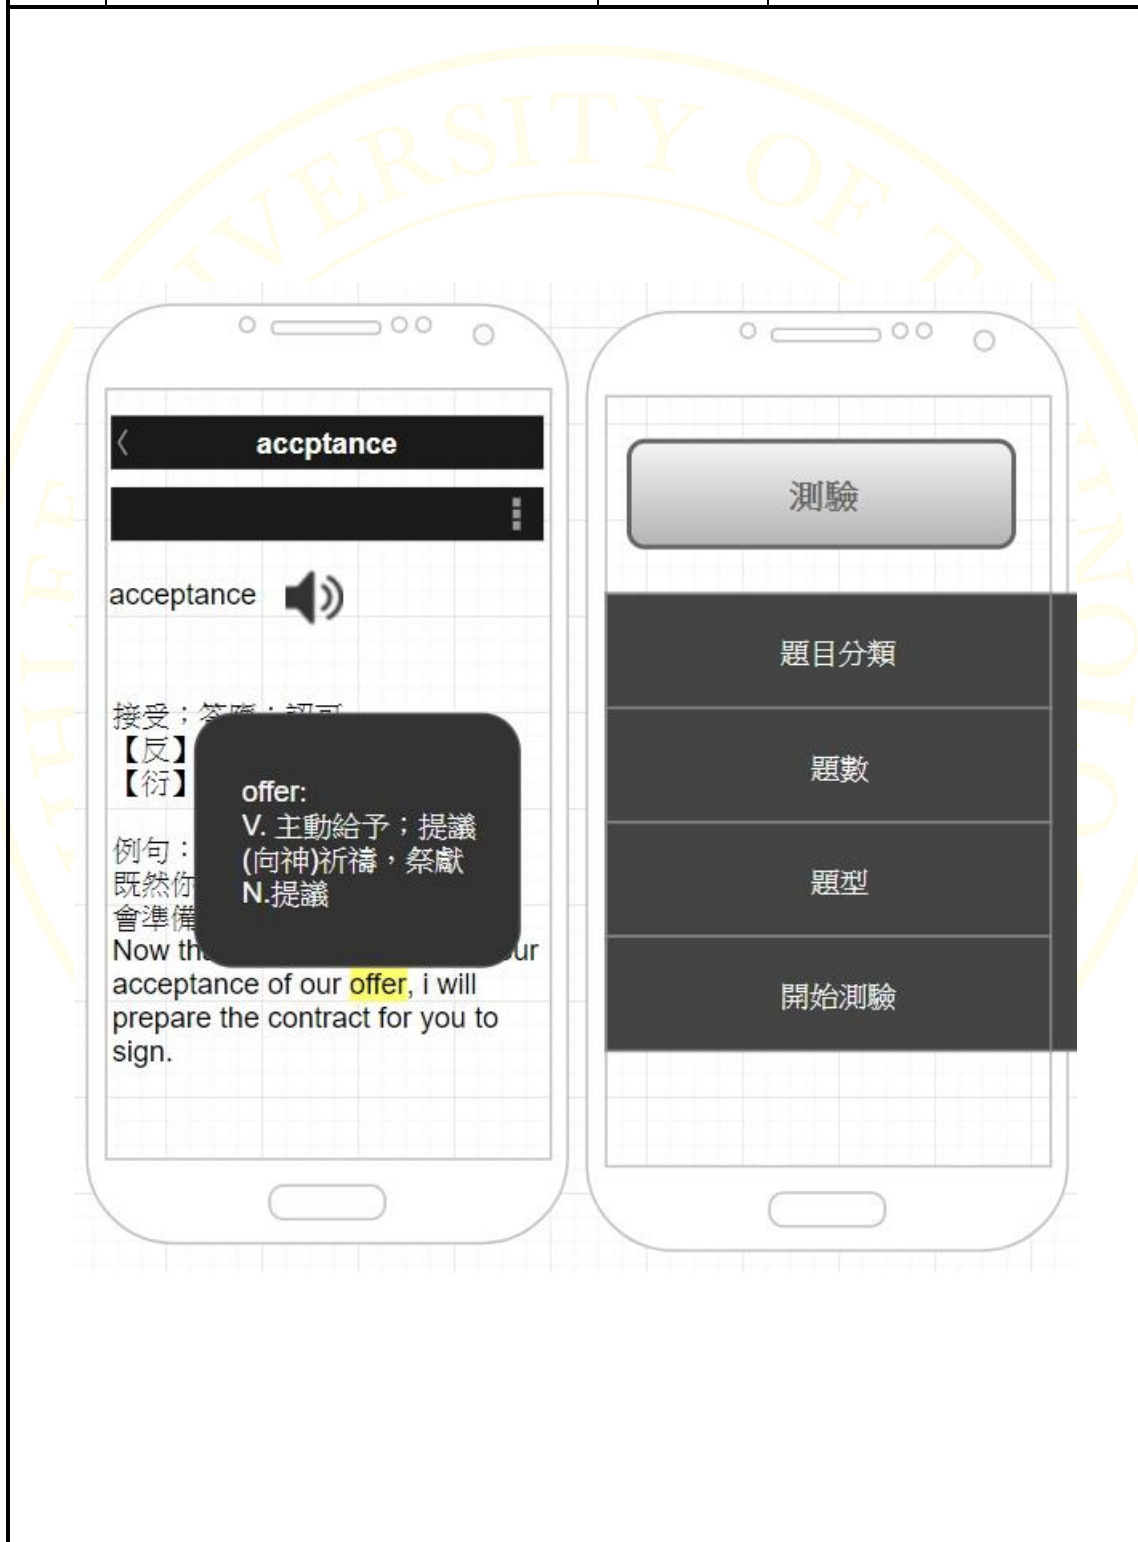 accptance
acceptance
接受；答應；認可
【反】
【衍】
offer:
V. 主動給予；提議
(向神)祈禱，祭獻
N.提議
例句：
既然你
會準備
Now
ur
acceptance of our offer, i will
prepare the contract for you to
sign.
測驗
題目分類
題數
題型
開始測驗